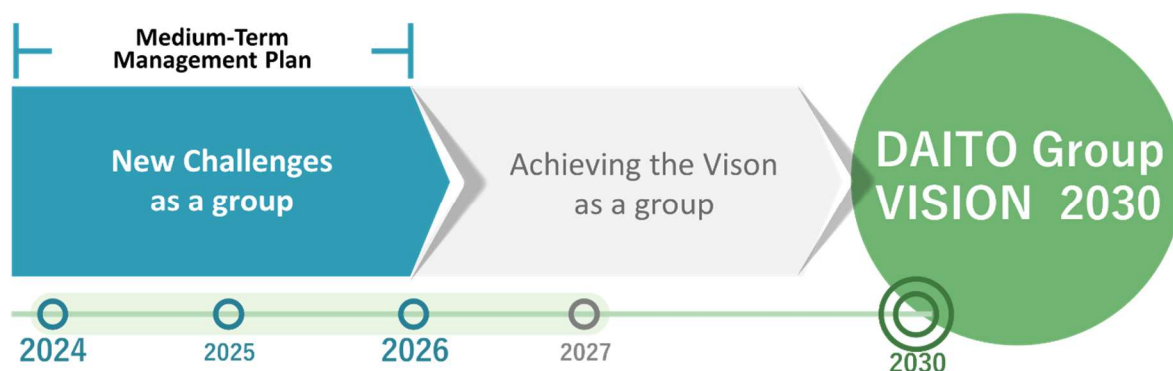 Medium-Term
Management Plan
New Challenges
as a group
Achieving the Vison
as a group
DAITO Group
VISION 2030
2024
2025
2026
2027
2030